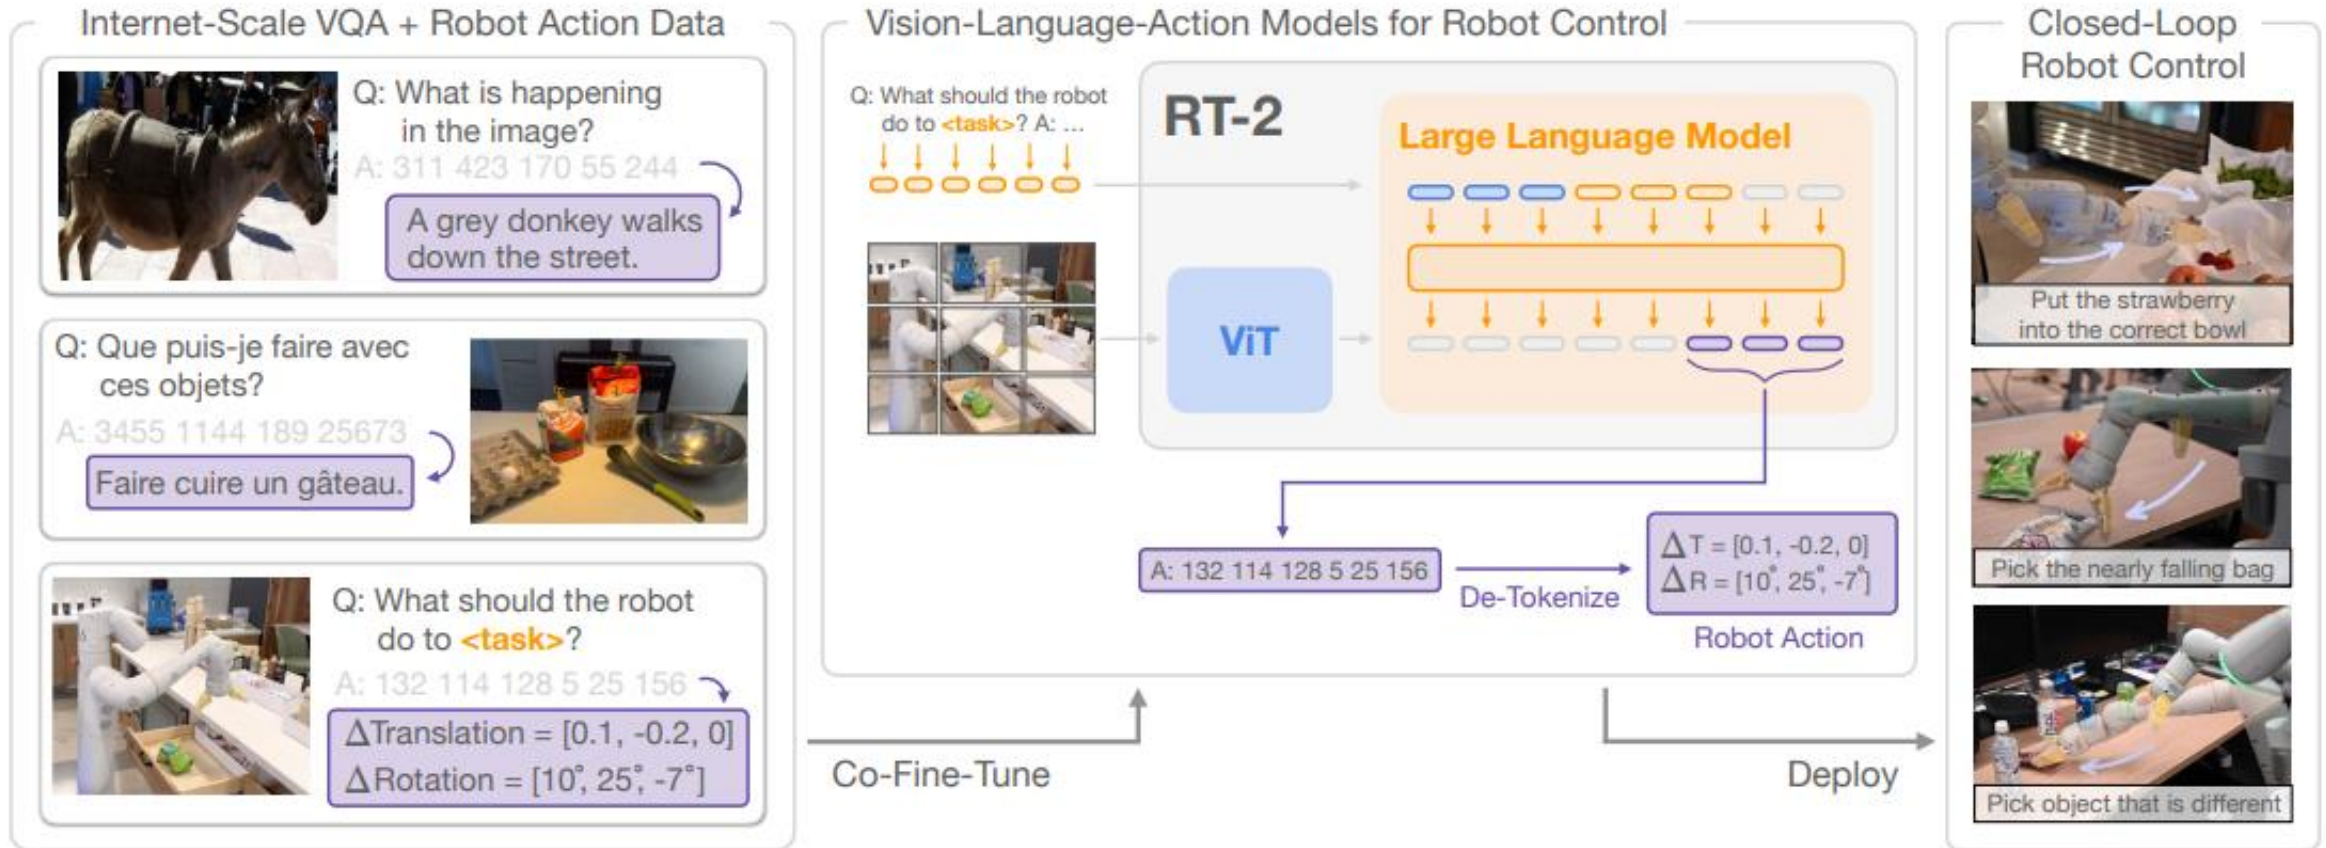 Internet-Scale VQA + Robot Action Data
Q: What is happening
in the image?
A: 311 423 170 55 244
A grey donkey walks
down the street.
Q: Que puis-je faire avec
ces objets?
A: 3455 1144 189 25673
Faire cuire un gâteau.
Q: What should the robot
do to <task>?
A: 132 114 128 5 25 156
ΔTranslation = [0.1, -0.2, 0]
ΔRotation = [10°, 25°, -7°]
Co-Fine-Tune
Vision-Language-Action Models for Robot Control
Q: What should the robot
do to <task>? A: ...
RT-2
Large Language Model
ViT
A: 132 114 128 5 25 156
De-Tokenize
ΔT = [0.1, -0.2, 0]
ΔR = [10°, 25°, -7°]
Robot Action
Deploy
Closed-Loop
Robot Control
Put the strawberry
into the correct bowl
Pick the nearly falling bag
Pick object that is different